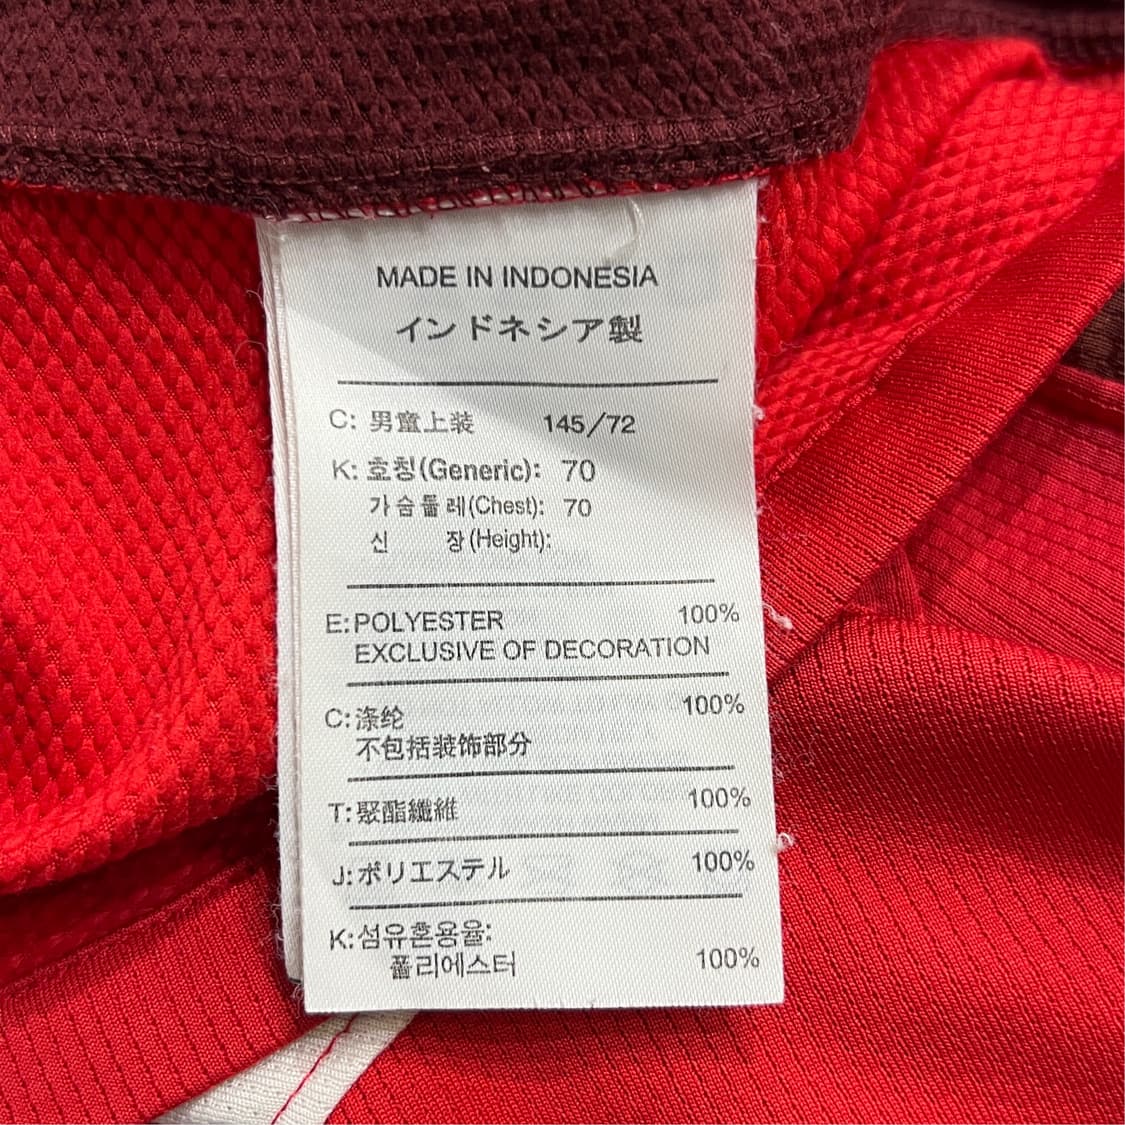 MADE IN INDONESIA
インドネシア製
C: 男童上装 145/72
K: 호칭(Generic): 70
가슴둘레(Chest): 70
신 장(Height):
E:POLYESTER 100%
EXCLUSIVE OF DECORATION
C:涤纶 100%
不包括装饰部分
T:聚酯纖維 100%
J:ポリエステル 100%
K:섬유혼용율:
폴리에스터 100%